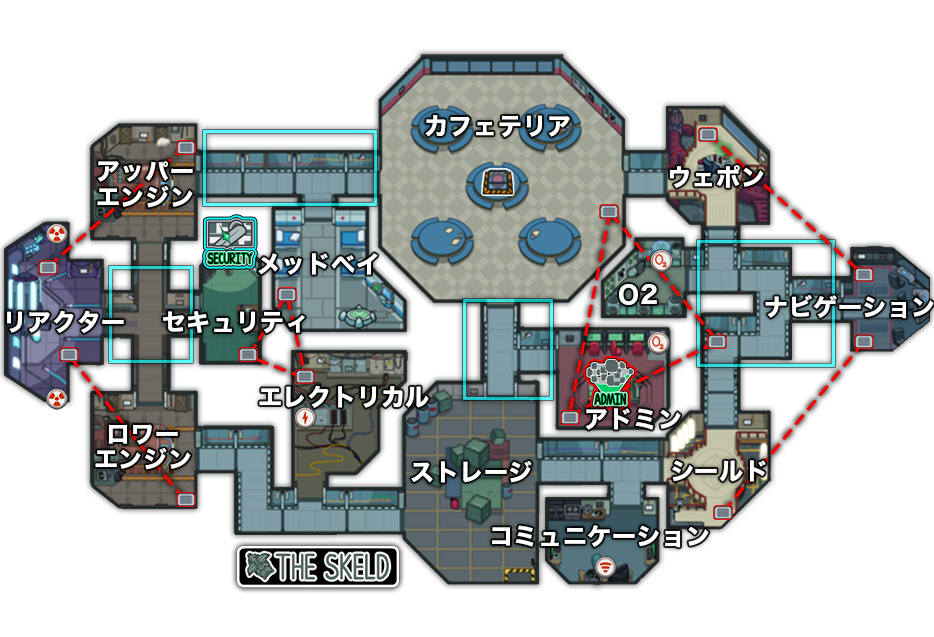 カフェテリア
アッパー
エンジン
ウェポン
SECURITY
メッドベイ
O2
O2
ナビゲーション
リアクター
セキュリティ
O2
ADMIN
アドミン
エレクトリカル
ロワー
エンジン
ストレージ
シールド
コミュニケーション
THE SKELD